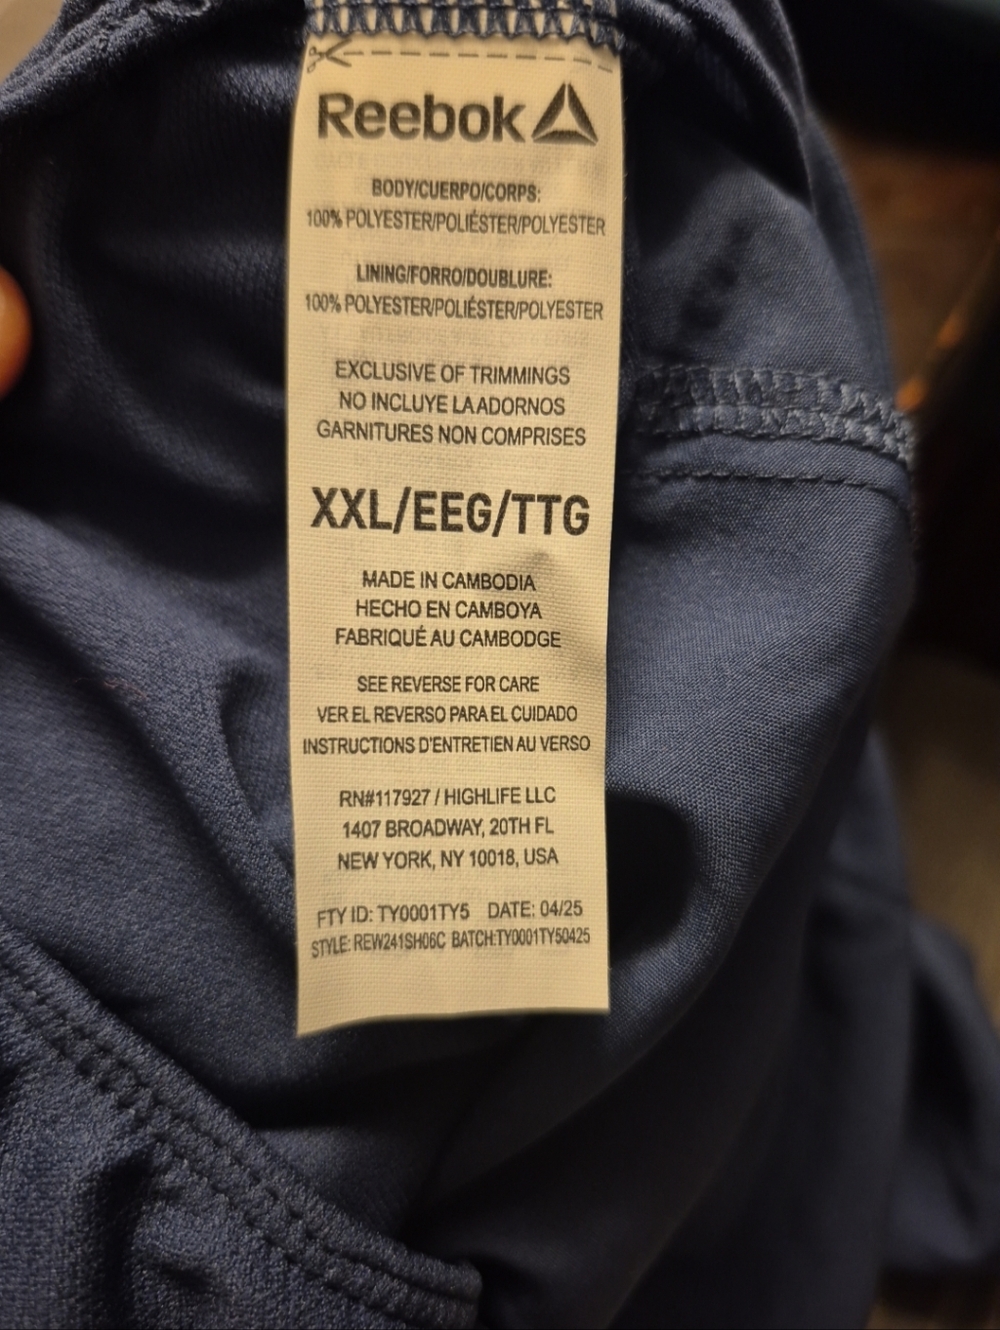 Reebok
BODY/CUERPO/CORPS:
100% POLYESTER/POLIÉSTER/POLYESTER
LINING/FORRO/DOUBLURE:
100% POLYESTER/POLIÉSTER/POLYESTER
EXCLUSIVE OF TRIMMINGS
NO INCLUYE LA ADORNOS
GARNITURES NON COMPRISES
XXL/EEG/TTG
MADE IN CAMBODIA
HECHO EN CAMBOYA
FABRIQUÉ AU CAMBODGE
SEE REVERSE FOR CARE
VER EL REVERSO PARA EL CUIDADO
INSTRUCTIONS D'ENTRETIEN AU VERSO
RN#117927 / HIGHLIFE LLC
1407 BROADWAY, 20TH FL
NEW YORK, NY 10018, USA
FTY ID: TY0001TY5 DATE: 04/25
STYLE: REW241SH06C BATCH:TY0001TY50425